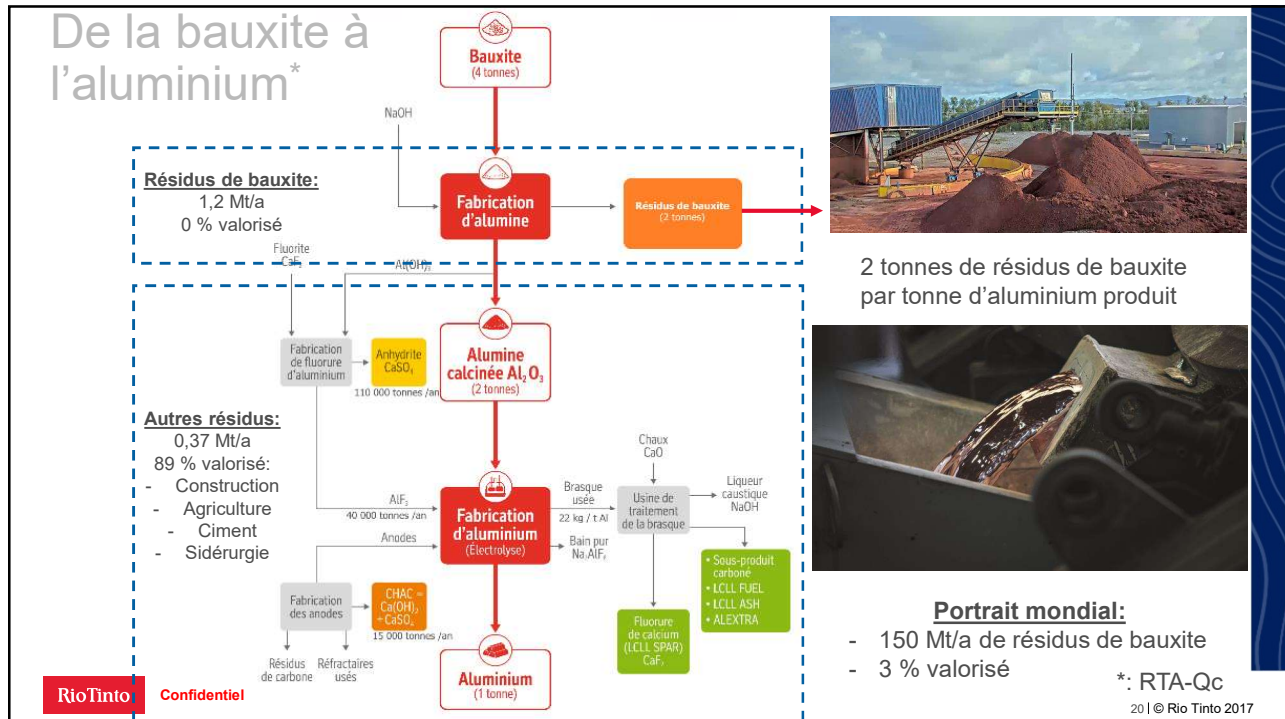 De la bauxite à
l'aluminium*
Bauxite
(4 tonnes)
NaOH
Résidus de bauxite:
1,2 Mt/a
0 % valorisé
Fabrication
d'alumine
Résidus de bauxite
(2 tonnes)
Fluorite
CaF₂
Al(OH)₃
2 tonnes de résidus de bauxite
par tonne d'aluminium produit
Fabrication
de fluorure
d'aluminium
Anhydrite
CaSO₄
110 000 tonnes /an
Alumine
calcinée Al₂O₃
(2 tonnes)
Autres résidus:
0,37 Mt/a
89 % valorisé:
- Construction
- Agriculture
- Ciment
- Sidérurgie
AlF₃
40 000 tonnes /an
Anodes
Fabrication
d'aluminium
(Électrolyse)
Brasque
usée
22 kg / t Al
Bain pur
Na₃AlF₆
Chaux
CaO
Usine de
traitement
de la brasque
Liqueur
caustique
NaOH
• Sous-produit
carboné
• LCLL FUEL
• LCLL ASH
• ALEXTRA
Fluorure
de calcium
(LCLL SPAR)
CaF₂
Fabrication
des anodes
CHAC =
Ca(OH)₂
+ CaSO₄
15 000 tonnes /an
Résidus
de carbone
Réfractaires
usés
Aluminium
(1 tonne)
Portrait mondial:
- 150 Mt/a de résidus de bauxite
- 3 % valorisé
*: RTA-Qc
RioTinto
Confidentiel
20 | © Rio Tinto 2017